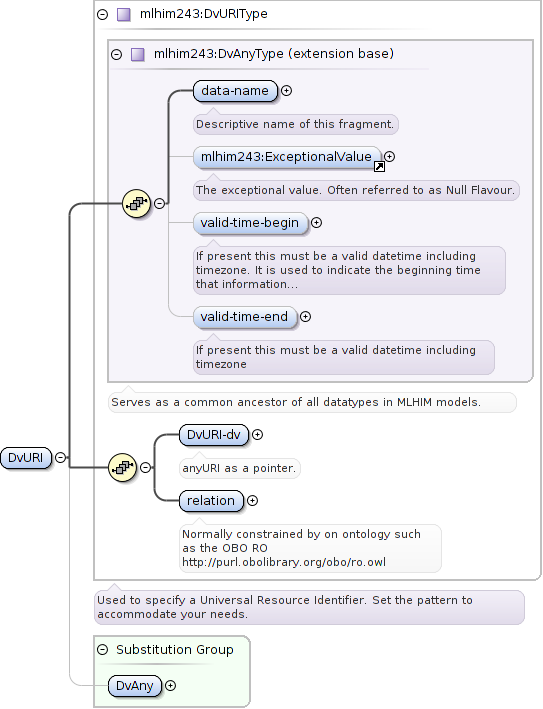 mlhim243:DvURIType
mlhim243:DvAnyType (extension base)
data-name
Descriptive name of this fragment.
mlhim243:ExceptionalValue
The exceptional value. Often referred to as Null Flavour.
valid-time-begin
If present this must be a valid datetime including
timezone. It is used to indicate the beginning time
that information...
valid-time-end
If present this must be a valid datetime including
timezone
Serves as a common ancestor of all datatypes in MLHIM models.
DvURI
DvURI-dv
anyURI as a pointer.
relation
Normally constrained by on ontology such
as the OBO RO
http://purl.obolibrary.org/obo/ro.owl
Used to specify a Universal Resource Identifier. Set the pattern to
accommodate your needs.
Substitution Group
DvAny